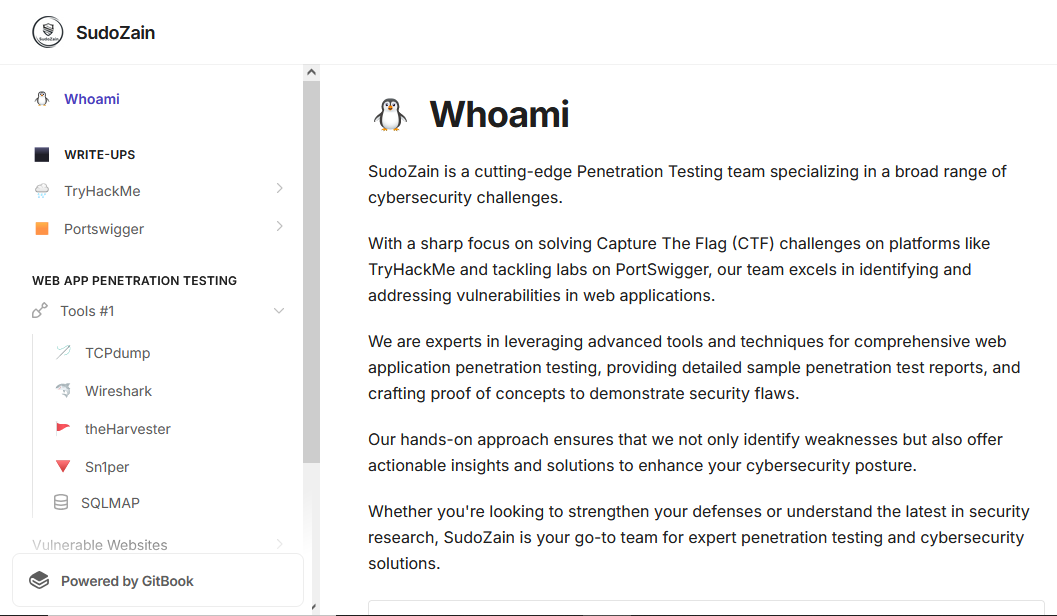 SudoZain
Whoami
WRITE-UPS
TryHackMe
Portswigger
WEB APP PENETRATION TESTING
Tools #1
TCPdump
Wireshark
theHarvester
Sn1per
SQLMAP
Vulnerable Websites
Powered by GitBook
Whoami
SudoZain is a cutting-edge Penetration Testing team specializing in a broad range of
cybersecurity challenges.
With a sharp focus on solving Capture The Flag (CTF) challenges on platforms like
TryHackMe and tackling labs on PortSwigger, our team excels in identifying and
addressing vulnerabilities in web applications.
We are experts in leveraging advanced tools and techniques for comprehensive web
application penetration testing, providing detailed sample penetration test reports, and
crafting proof of concepts to demonstrate security flaws.
Our hands-on approach ensures that we not only identify weaknesses but also offer
actionable insights and solutions to enhance your cybersecurity posture.
Whether you're looking to strengthen your defenses or understand the latest in security
research, SudoZain is your go-to team for expert penetration testing and cybersecurity
solutions.